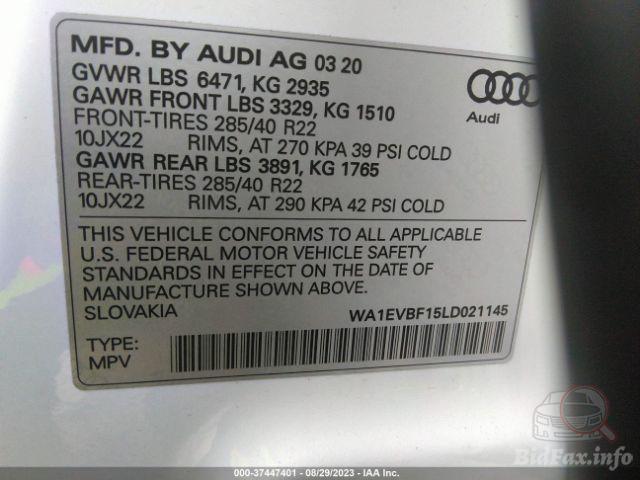 MFD. BY AUDI AG 03 20
GVWR LBS 6471, KG 2935
GAWR FRONT LBS 3329, KG 1510
FRONT-TIRES 285/40 R22
10JX22 RIMS, AT 270 KPA 39 PSI COLD
GAWR REAR LBS 3891, KG 1765
REAR-TIRES 285/40 R22
10JX22 RIMS, AT 290 KPA 42 PSI COLD
Audi
THIS VEHICLE CONFORMS TO ALL APPLICABLE
U.S. FEDERAL MOTOR VEHICLE SAFETY
STANDARDS IN EFFECT ON THE DATE OF
MANUFACTURE SHOWN ABOVE.
SLOVAKIA WA1EVBF15LD021145
TYPE:
MPV
BidFax.info
000-37447401 - 08/29/2023 - IAA Inc.